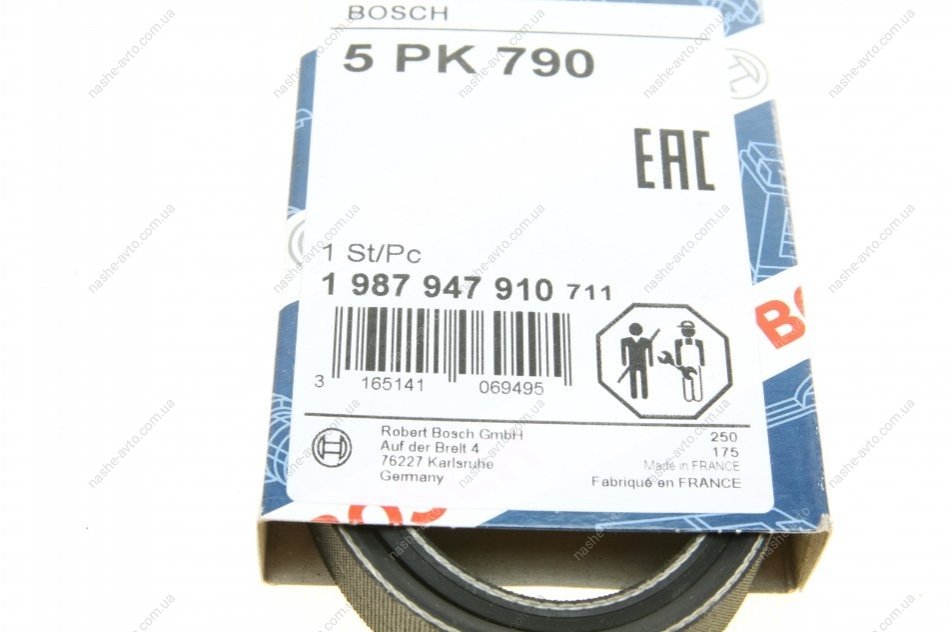 BOSCH
5 PK 790
EAC
1 St/Pc
1 987 947 910 711
3 165141 069495
Robert Bosch GmbH
Auf der Breit 4
76227 Karlsruhe
Germany
250
175
Made in FRANCE
Fabriqué en FRANCE
nashe-avto.com.ua